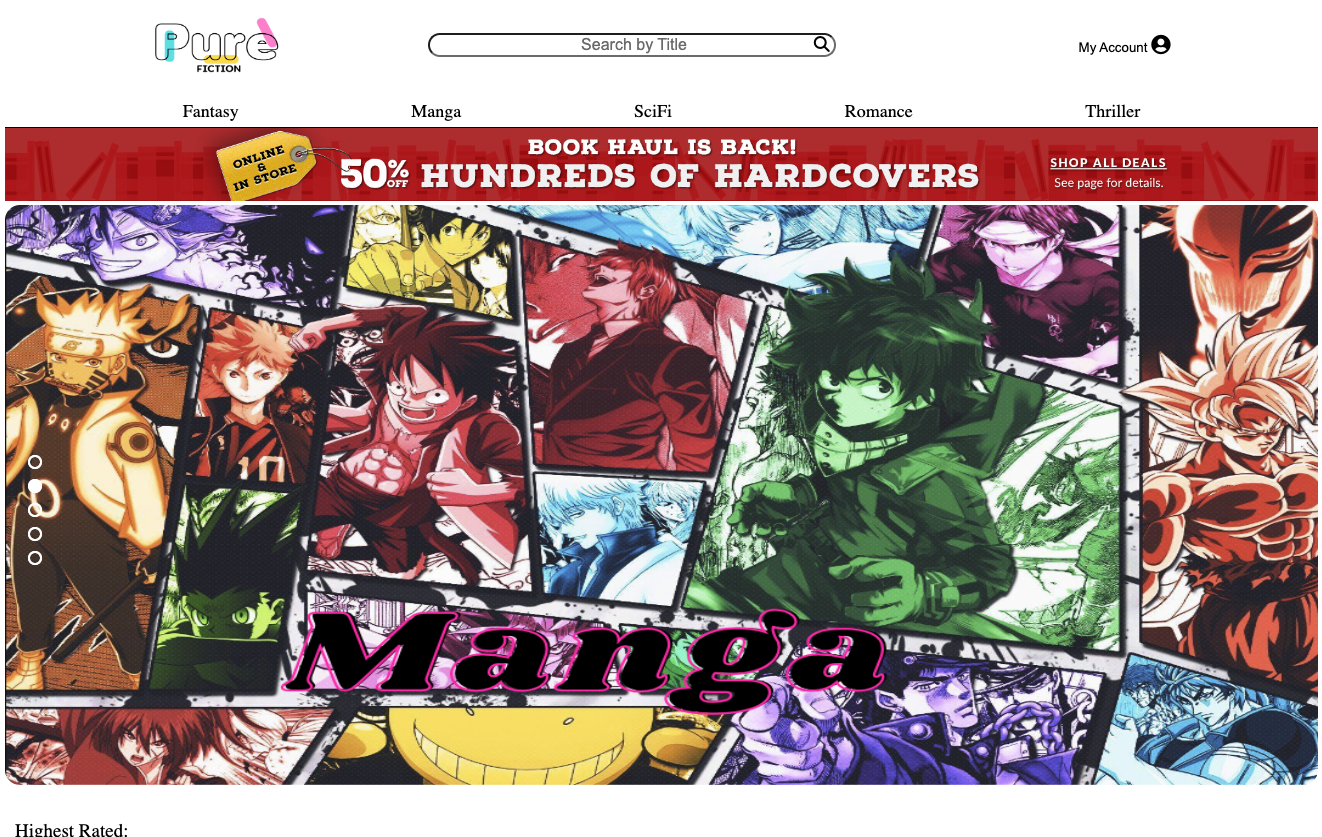 Pure
FICTION
Search by Title
My Account
Fantasy
Manga
SciFi
Romance
Thriller
ONLINE
&
IN STORE
BOOK HAUL IS BACK!
50% OFF HUNDREDS OF HARDCOVERS
SHOP ALL DEALS
See page for details.
10
Manga
Highest Rated: